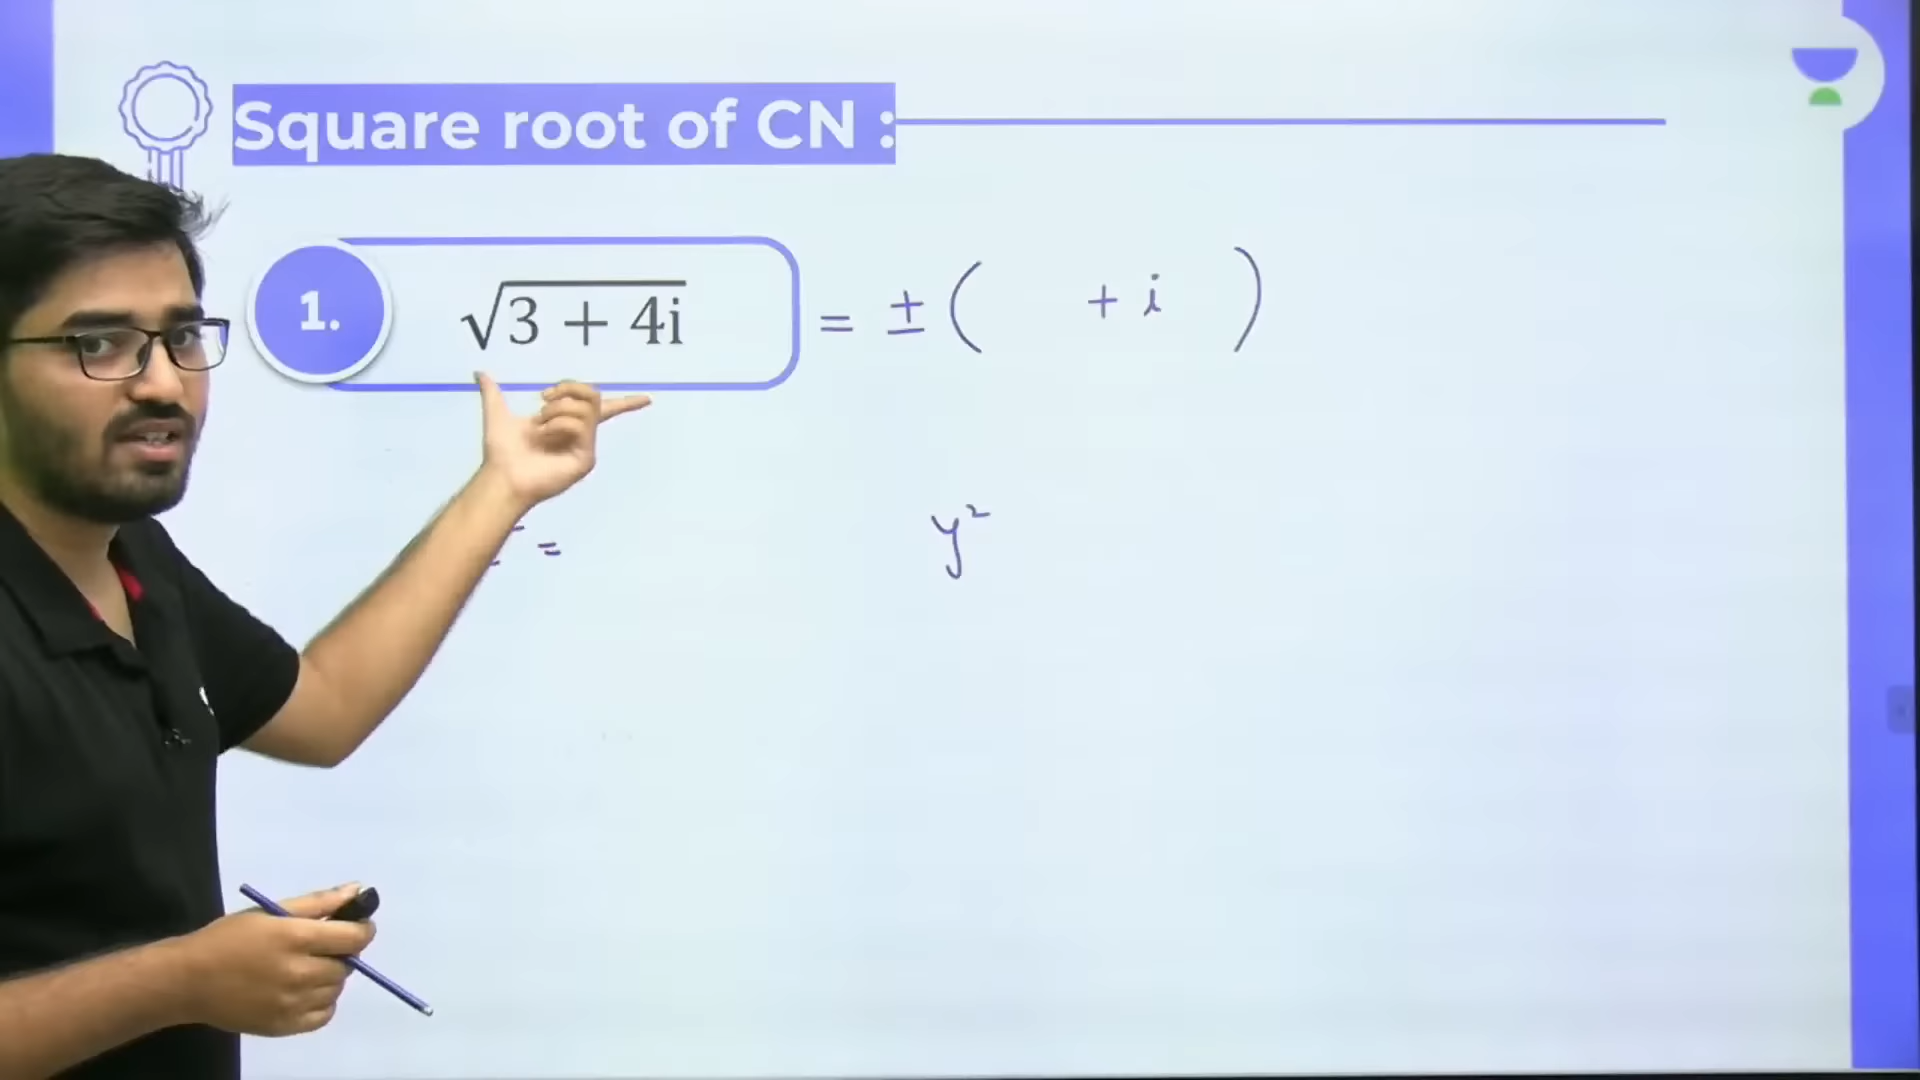 Square root of CN :
1. √3 + 4i = ± ( + i )
= y²